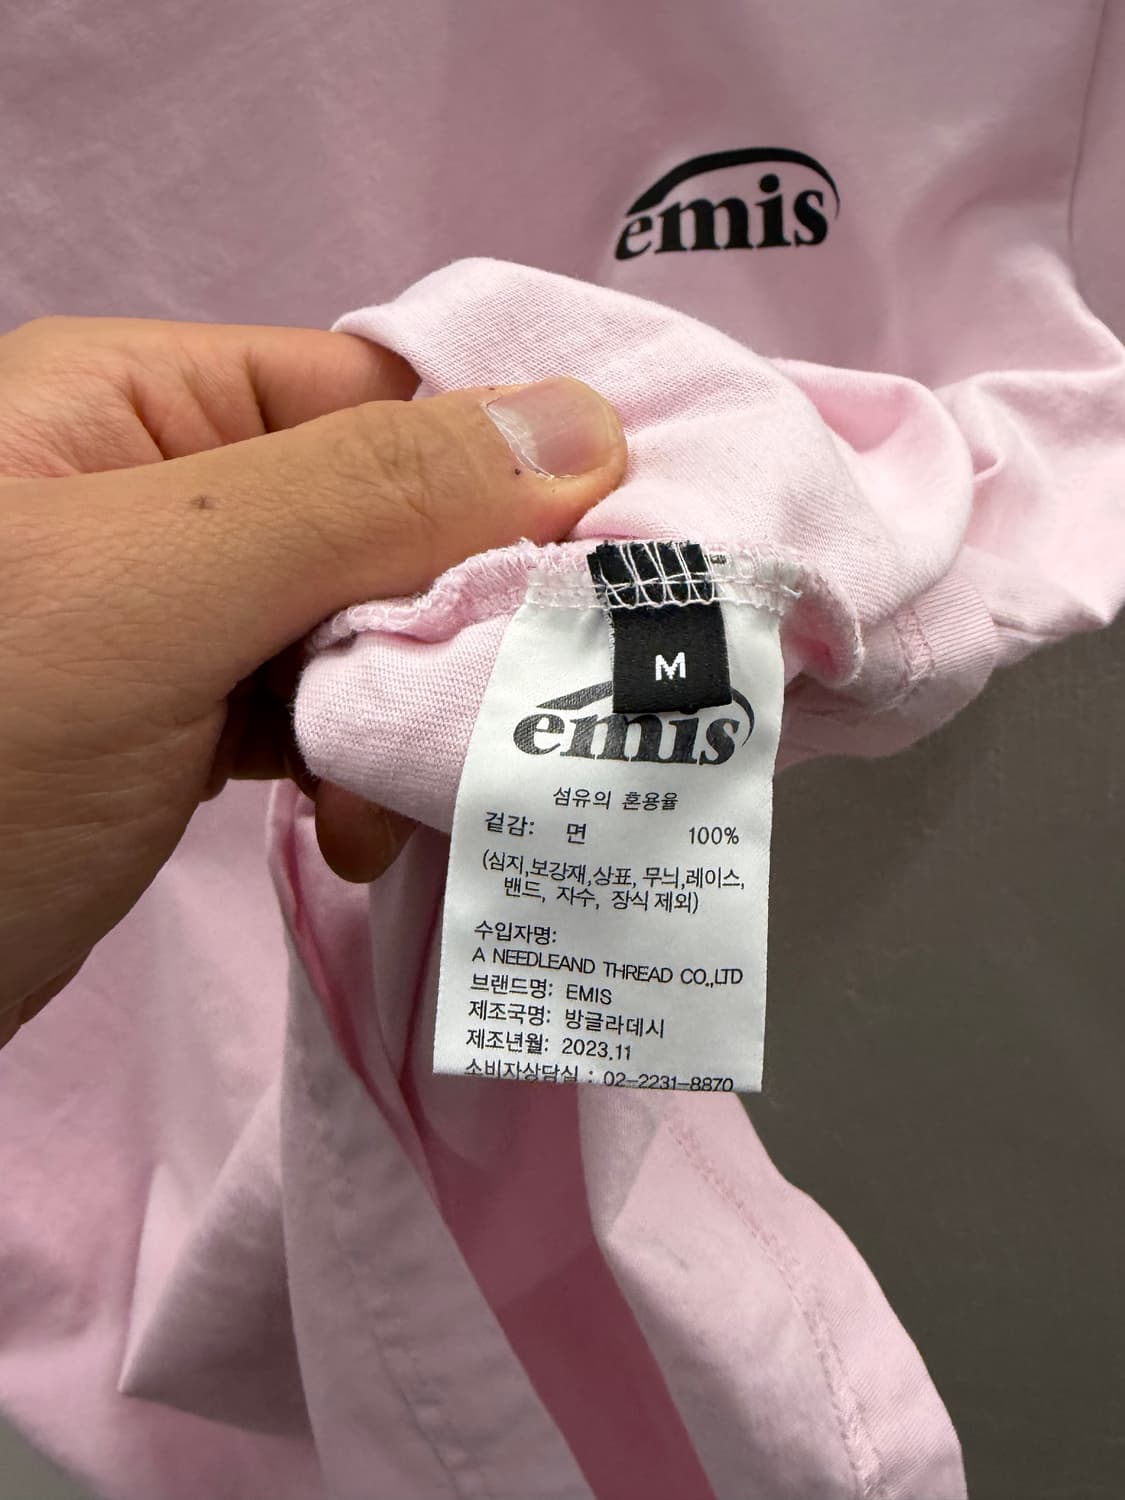 emis
M
emis
섬유의 혼용율
겉감: 면 100%
(심지,보강재,상표, 무늬,레이스,
밴드, 자수, 장식 제외)
수입자명:
A NEEDLEAND THREAD CO.,LTD
브랜드명: EMIS
제조국명: 방글라데시
제조년월: 2023.11
소비자상담실 : 02-2231-8870